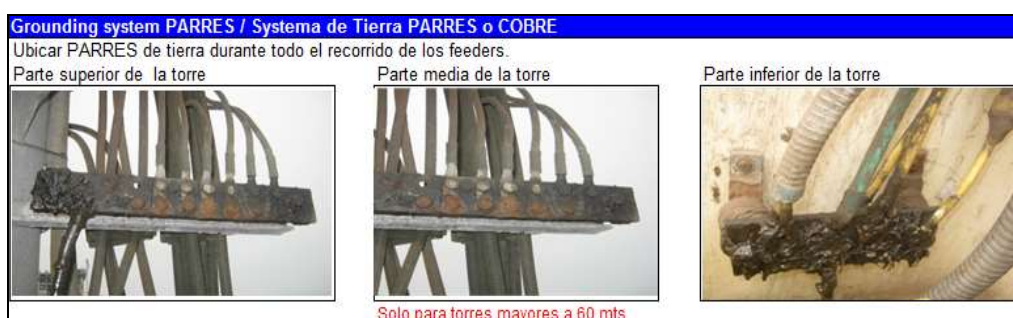 Grounding system PARRES / Systema de Tierra PARRES o COBRE
Ubicar PARRES de tierra durante todo el recorrido de los feeders.
Parte superior de la torre
Parte media de la torre
Parte inferior de la torre
Solo para torres mayores a 60 mts